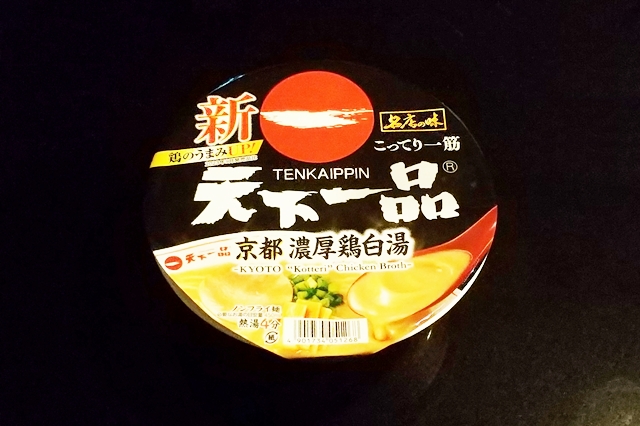 新
鶏のうまみUP!
名店の味
こってり一筋
TENKAIPPIN
天下一品®
京都 濃厚鶏白湯
-KYOTO "Kotteri" Chicken Broth-
天下一品
ノンフライ麺
熱湯4分